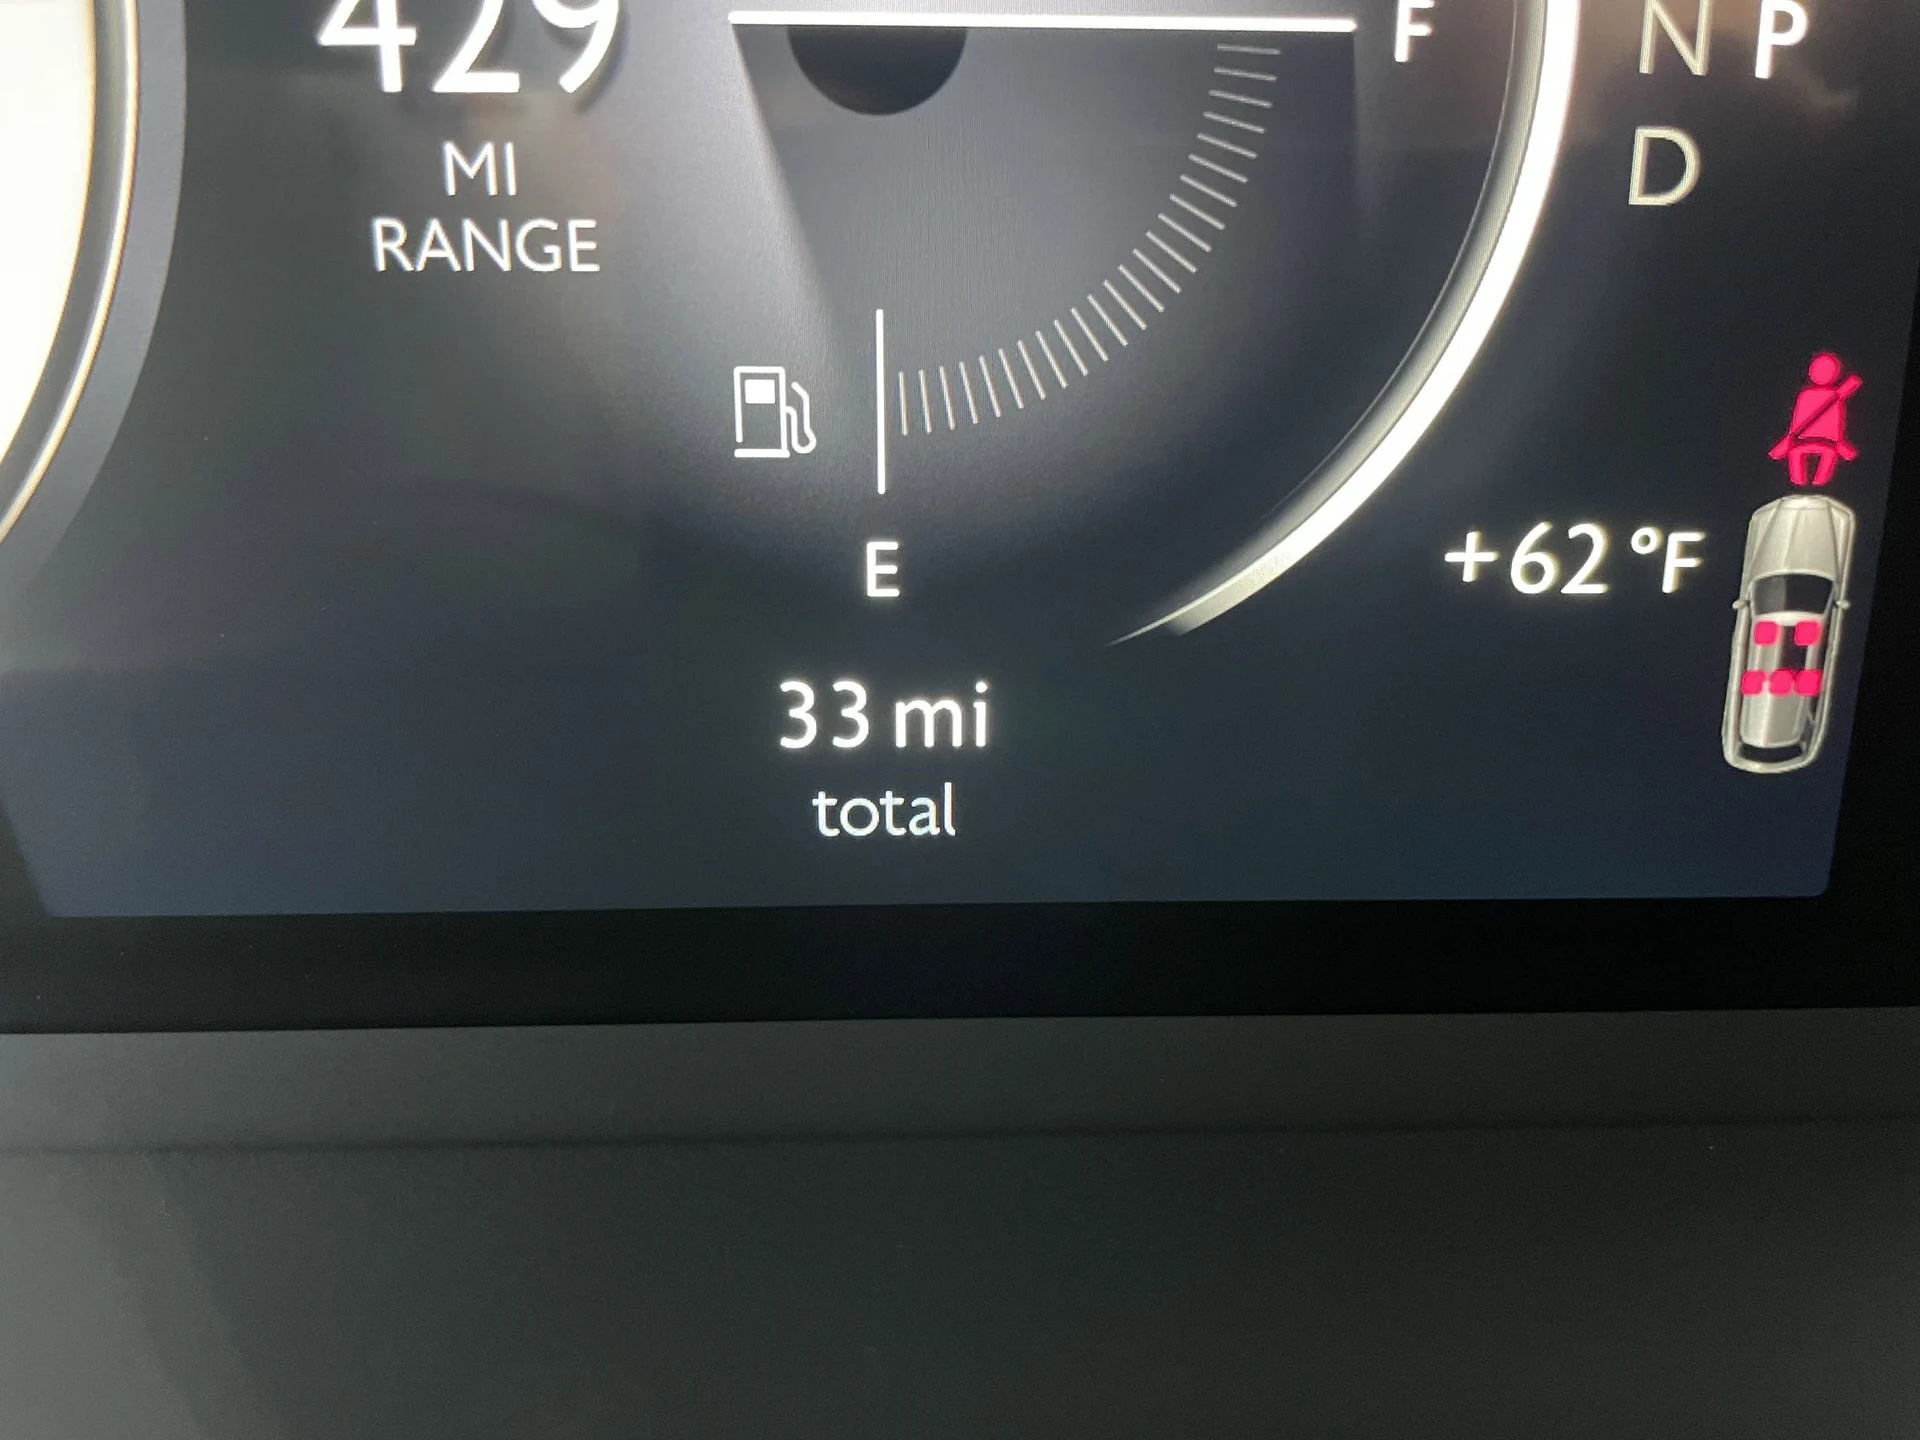 429
MI
RANGE
F
N P
D
E
+62 °F
33 mi
total